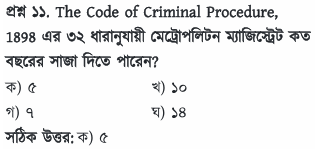 প্রশ্ন ১১. The Code of Criminal Procedure,
1898 এর ৩২ ধারানুযায়ী মেট্রোপলিটন ম্যাজিস্ট্রেট কত
বছরের সাজা দিতে পারেন?
ক) ৫ খ) ১০
গ) ৭ ঘ) ১৪
সঠিক উত্তর: ক) ৫